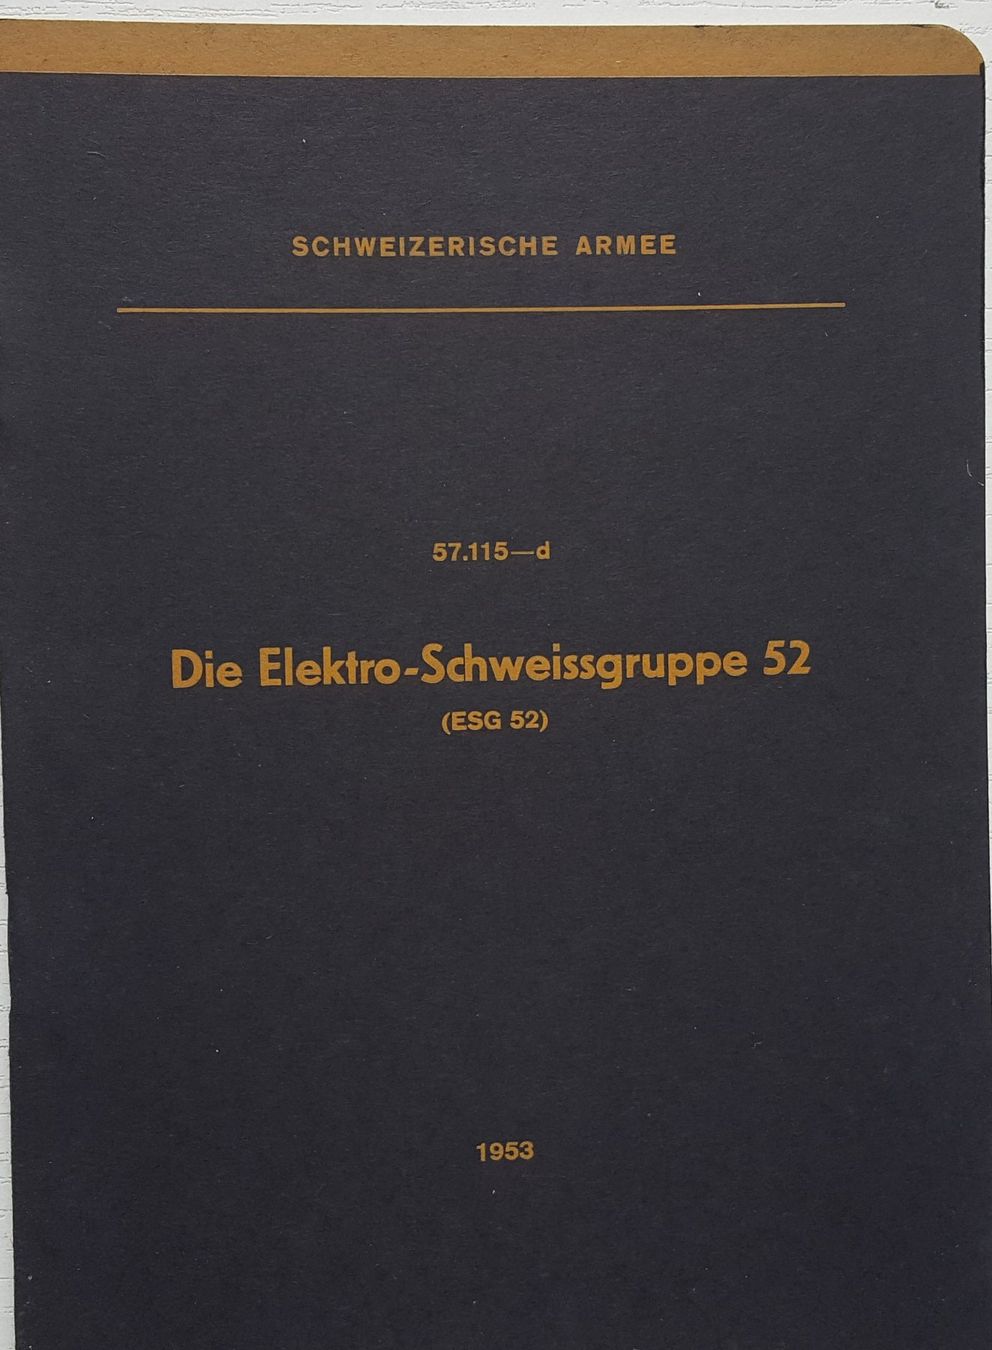 SCHWEIZERISCHE ARMEE
57.115—d
Die Elektro-Schweissgruppe 52
(ESG 52)
1953